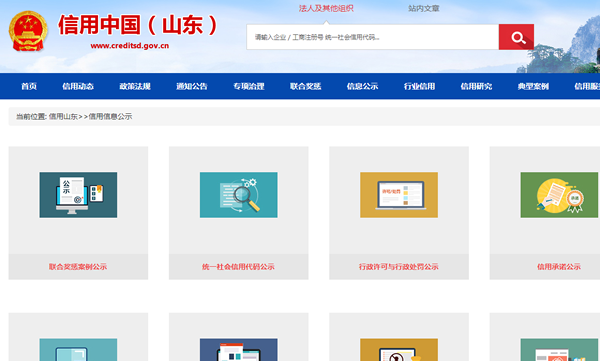 法人及其他组织 站内文章
信用中国（山东）
www.creditsd.gov.cn
请输入企业 / 工商注册号 统一社会信用代码...
首页 信用动态 政策法规 通知公告 专项治理 联合奖惩 信息公示 行业信用 信用研究 典型案例 信用服
当前位置: 信用山东>>信用信息公示
公示
许可/处罚
承诺
联合奖惩案例公示 统一社会信用代码公示 行政许可与行政处罚公示 信用承诺公示